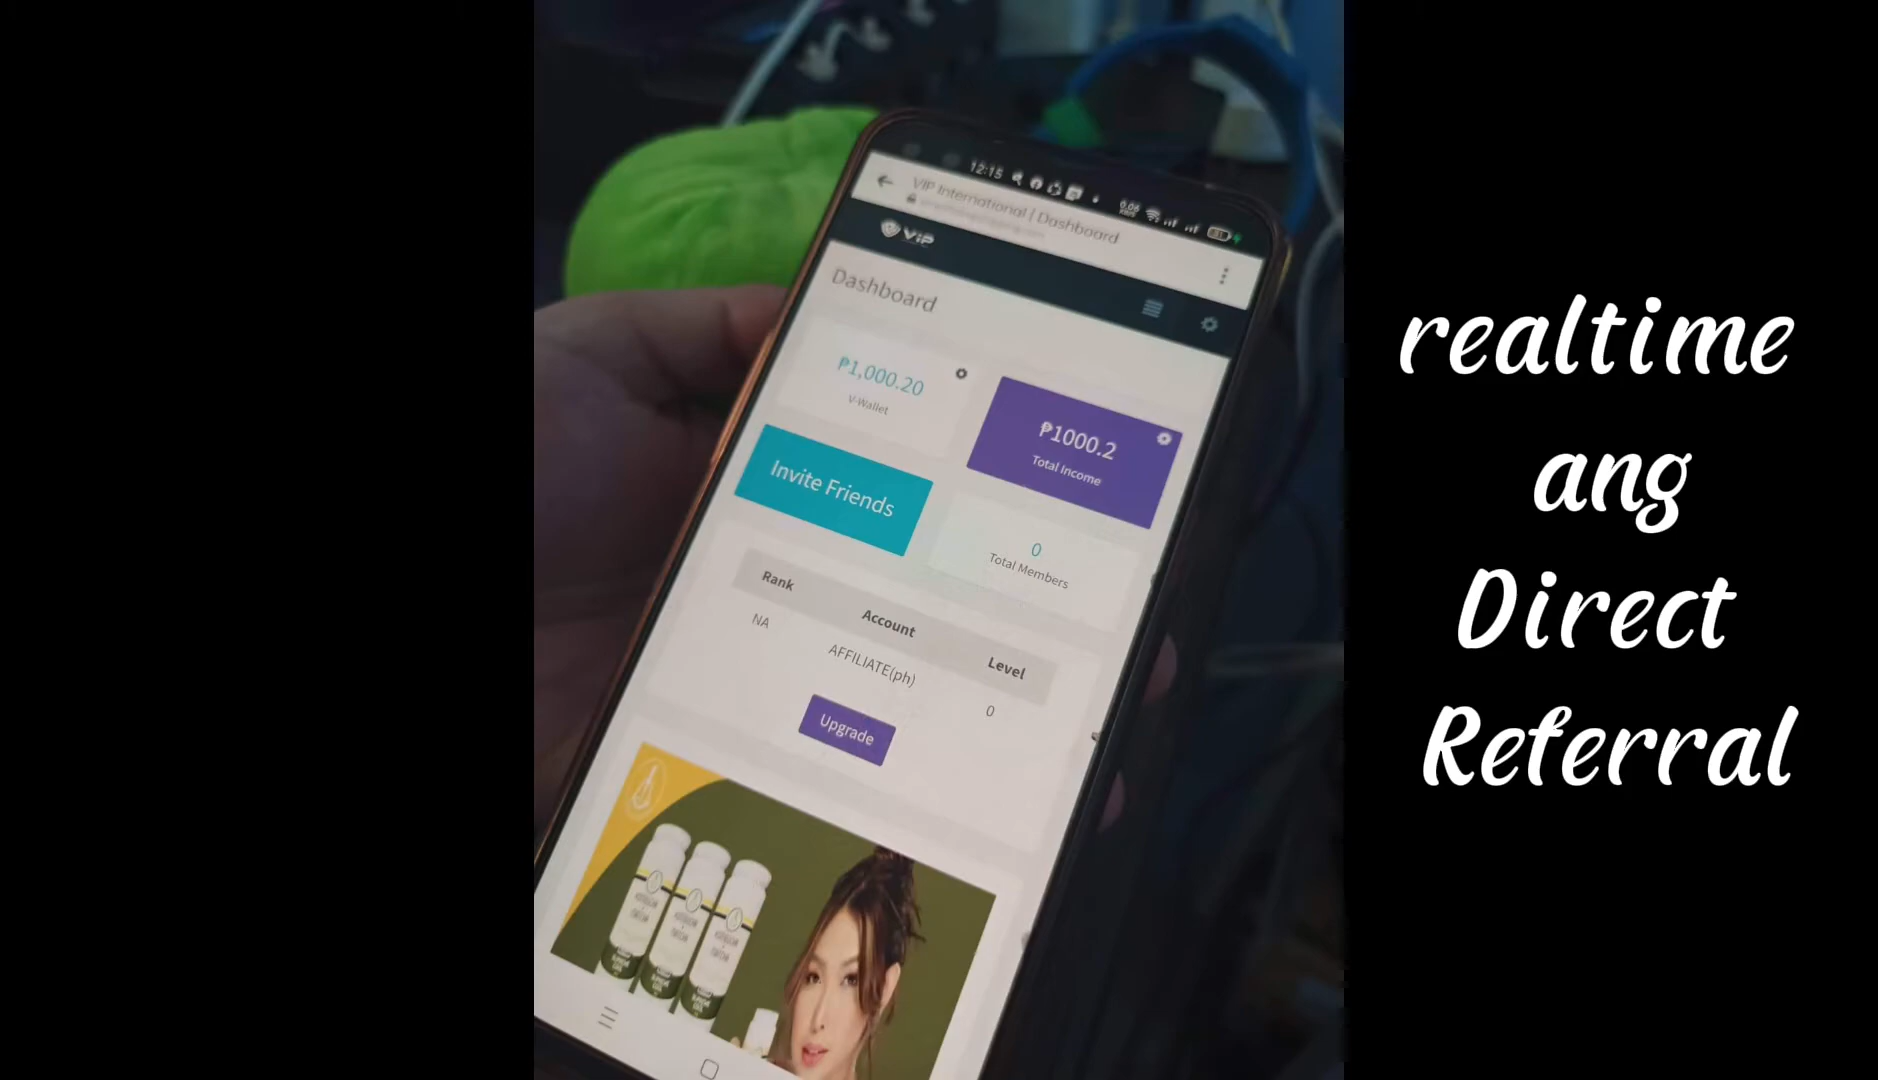 12:15
VIP International | Dashboard
ViP
Dashboard
₱1,000.20
V-Wallet
₱1000.2
Total Income
Invite Friends
0
Total Members
Rank
Account
Level
NA
AFFILIATE(ph)
0
Upgrade
realtime
ang
Direct
Referral